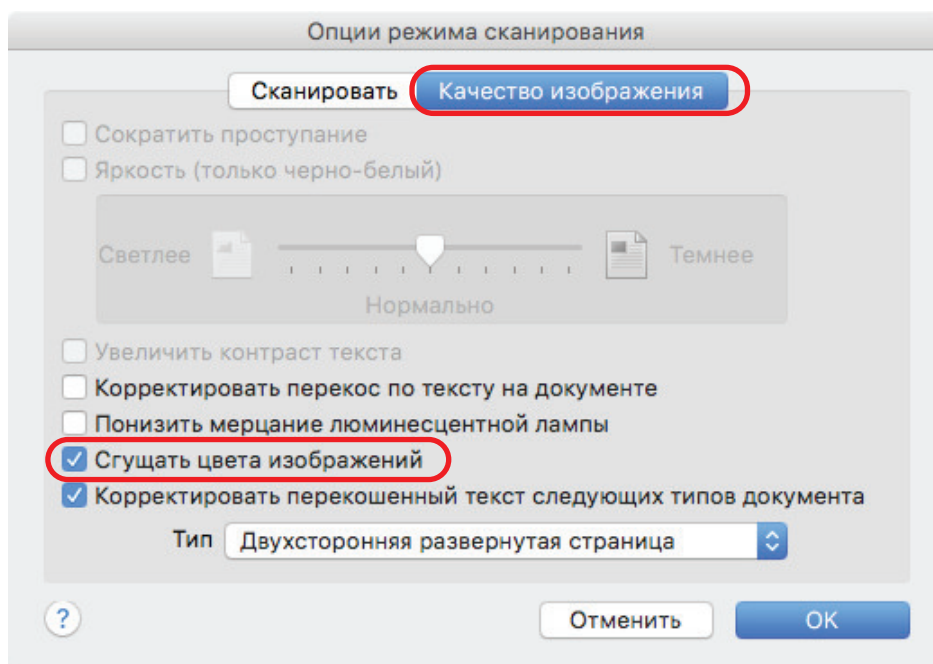 Опции режима сканирования
Сканировать Качество изображения
Сократить проступание
Яркость (только черно-белый)
Светлее Темнее
Нормально
Увеличить контраст текста
Корректировать перекос по тексту на документе
Понизить мерцание люминесцентной лампы
Сгущать цвета изображений
Корректировать перекошенный текст следующих типов документа
Тип Двухсторонняя развернутая страница
? Отменить OK